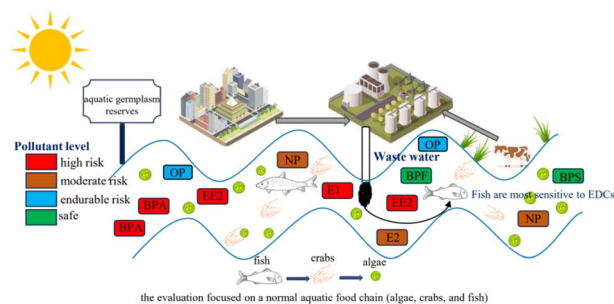 aquatic germplasm
reserves
Pollutant level
high risk
moderate risk
endurable risk
safe
OP
BPA
BPA
EE2
NP
E1
Waste water
OP
BPF
EE2
E2
BPS
Fish are most sensitive to EDCs
NP
fish
crabs
algae
the evaluation focused on a normal aquatic food chain (algae, crabs, and fish)